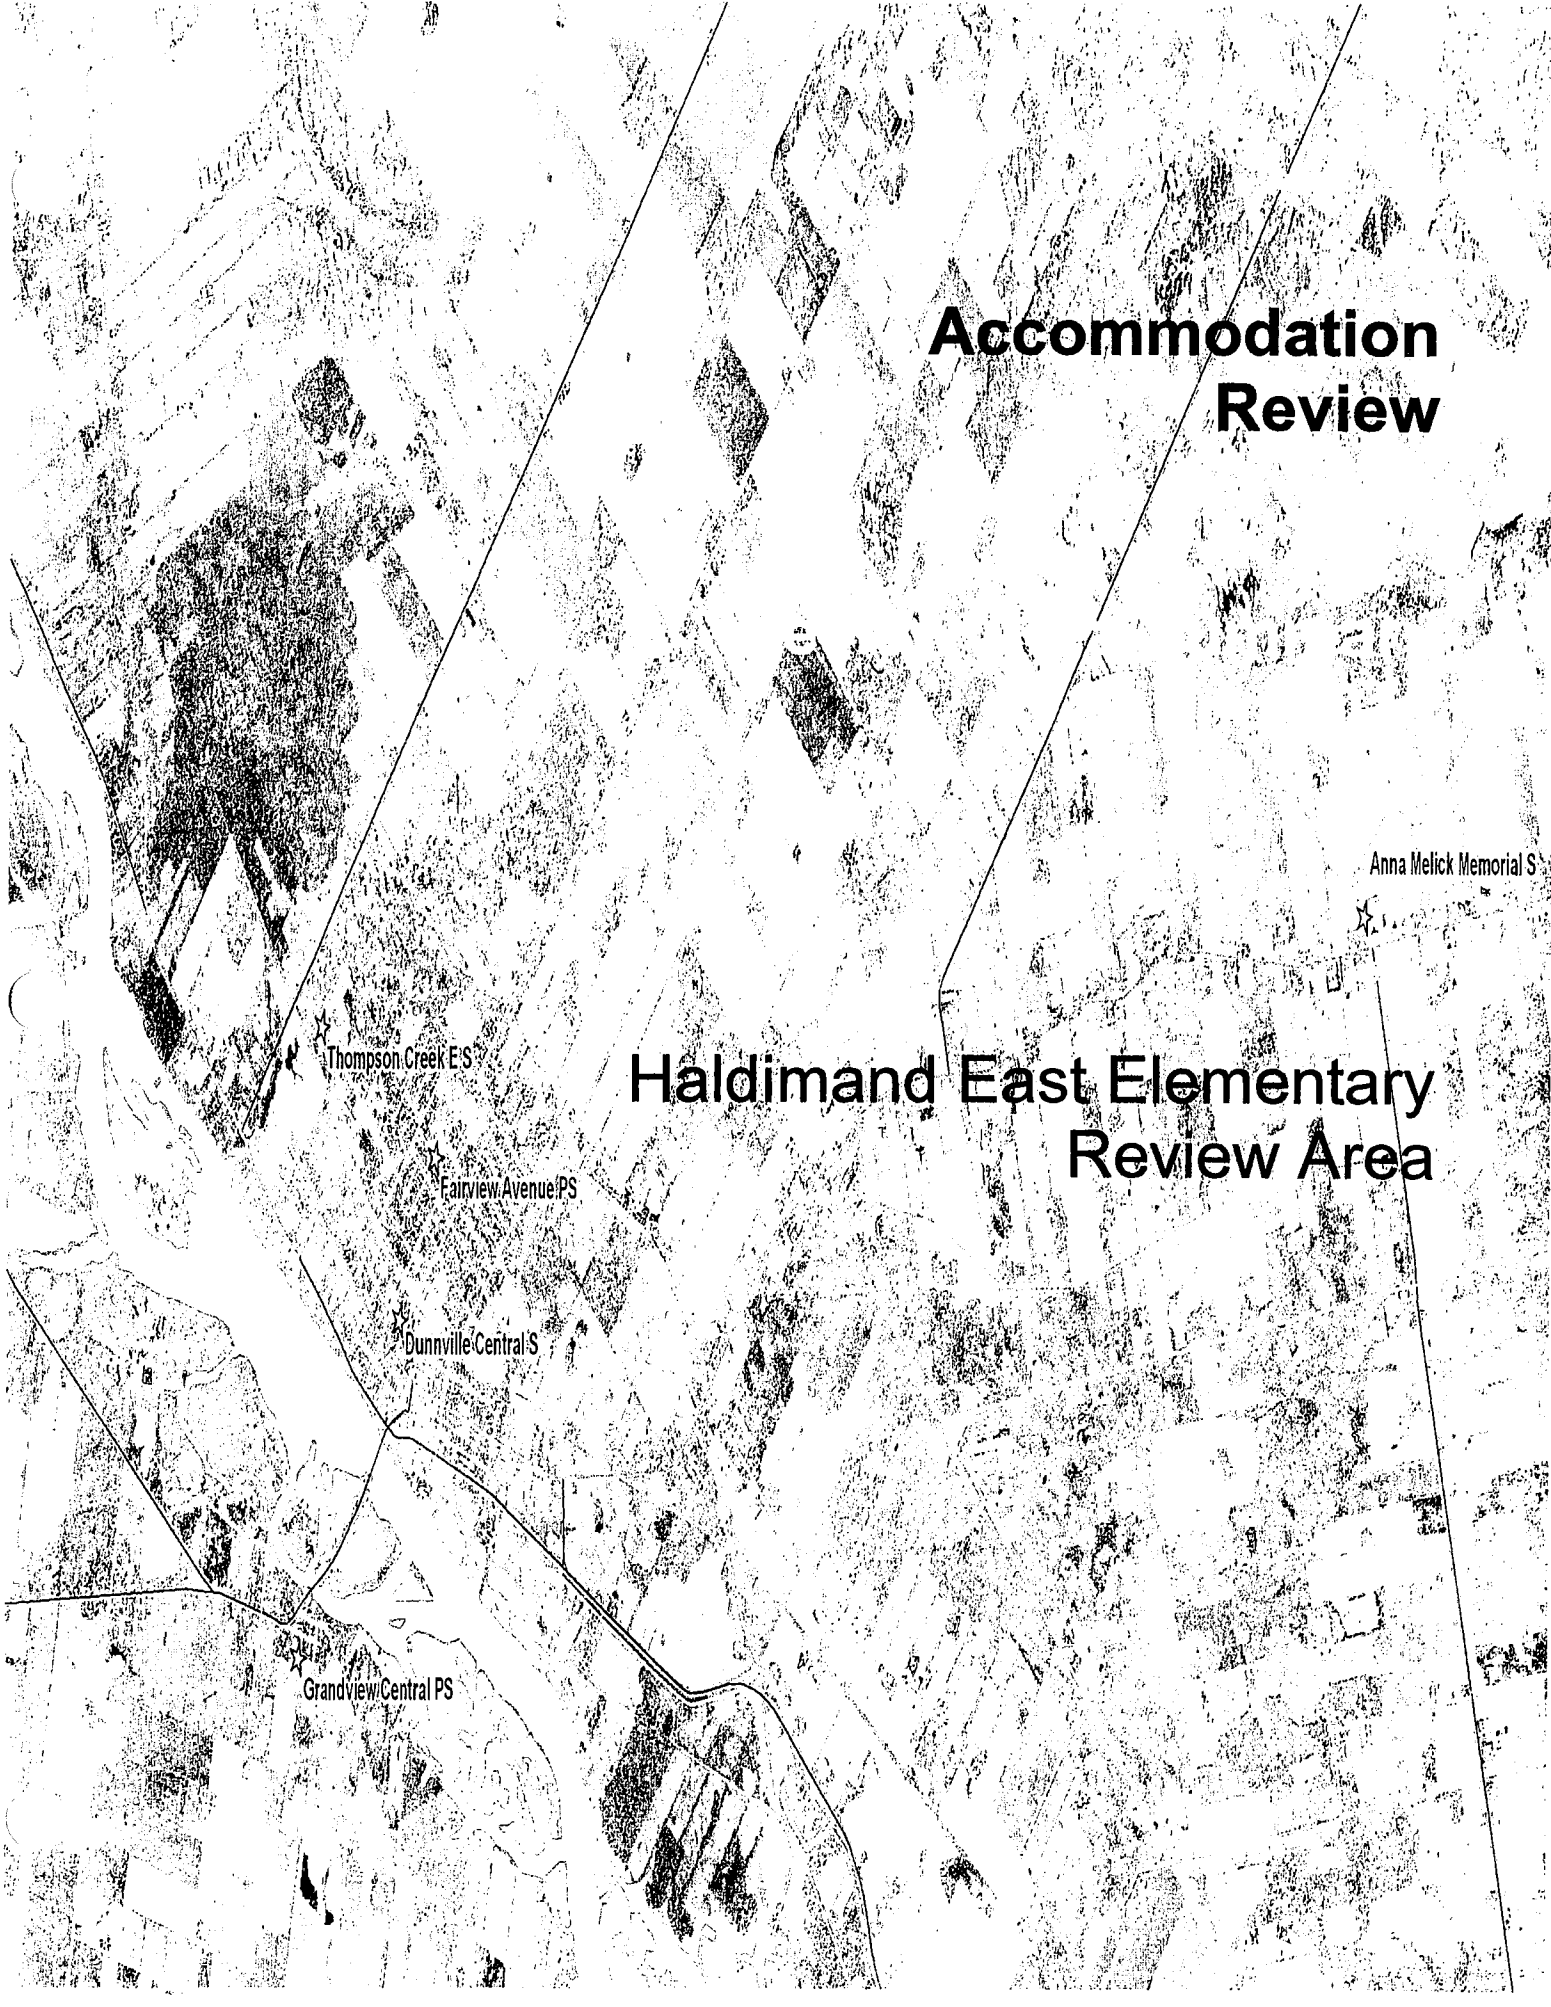 Accommodation
Review
Anna Melick Memorial S
Thompson Creek E S
Haldimand East Elementary
Review Area
Fairview Avenue PS
Dunnville Central S
Grandview Central PS